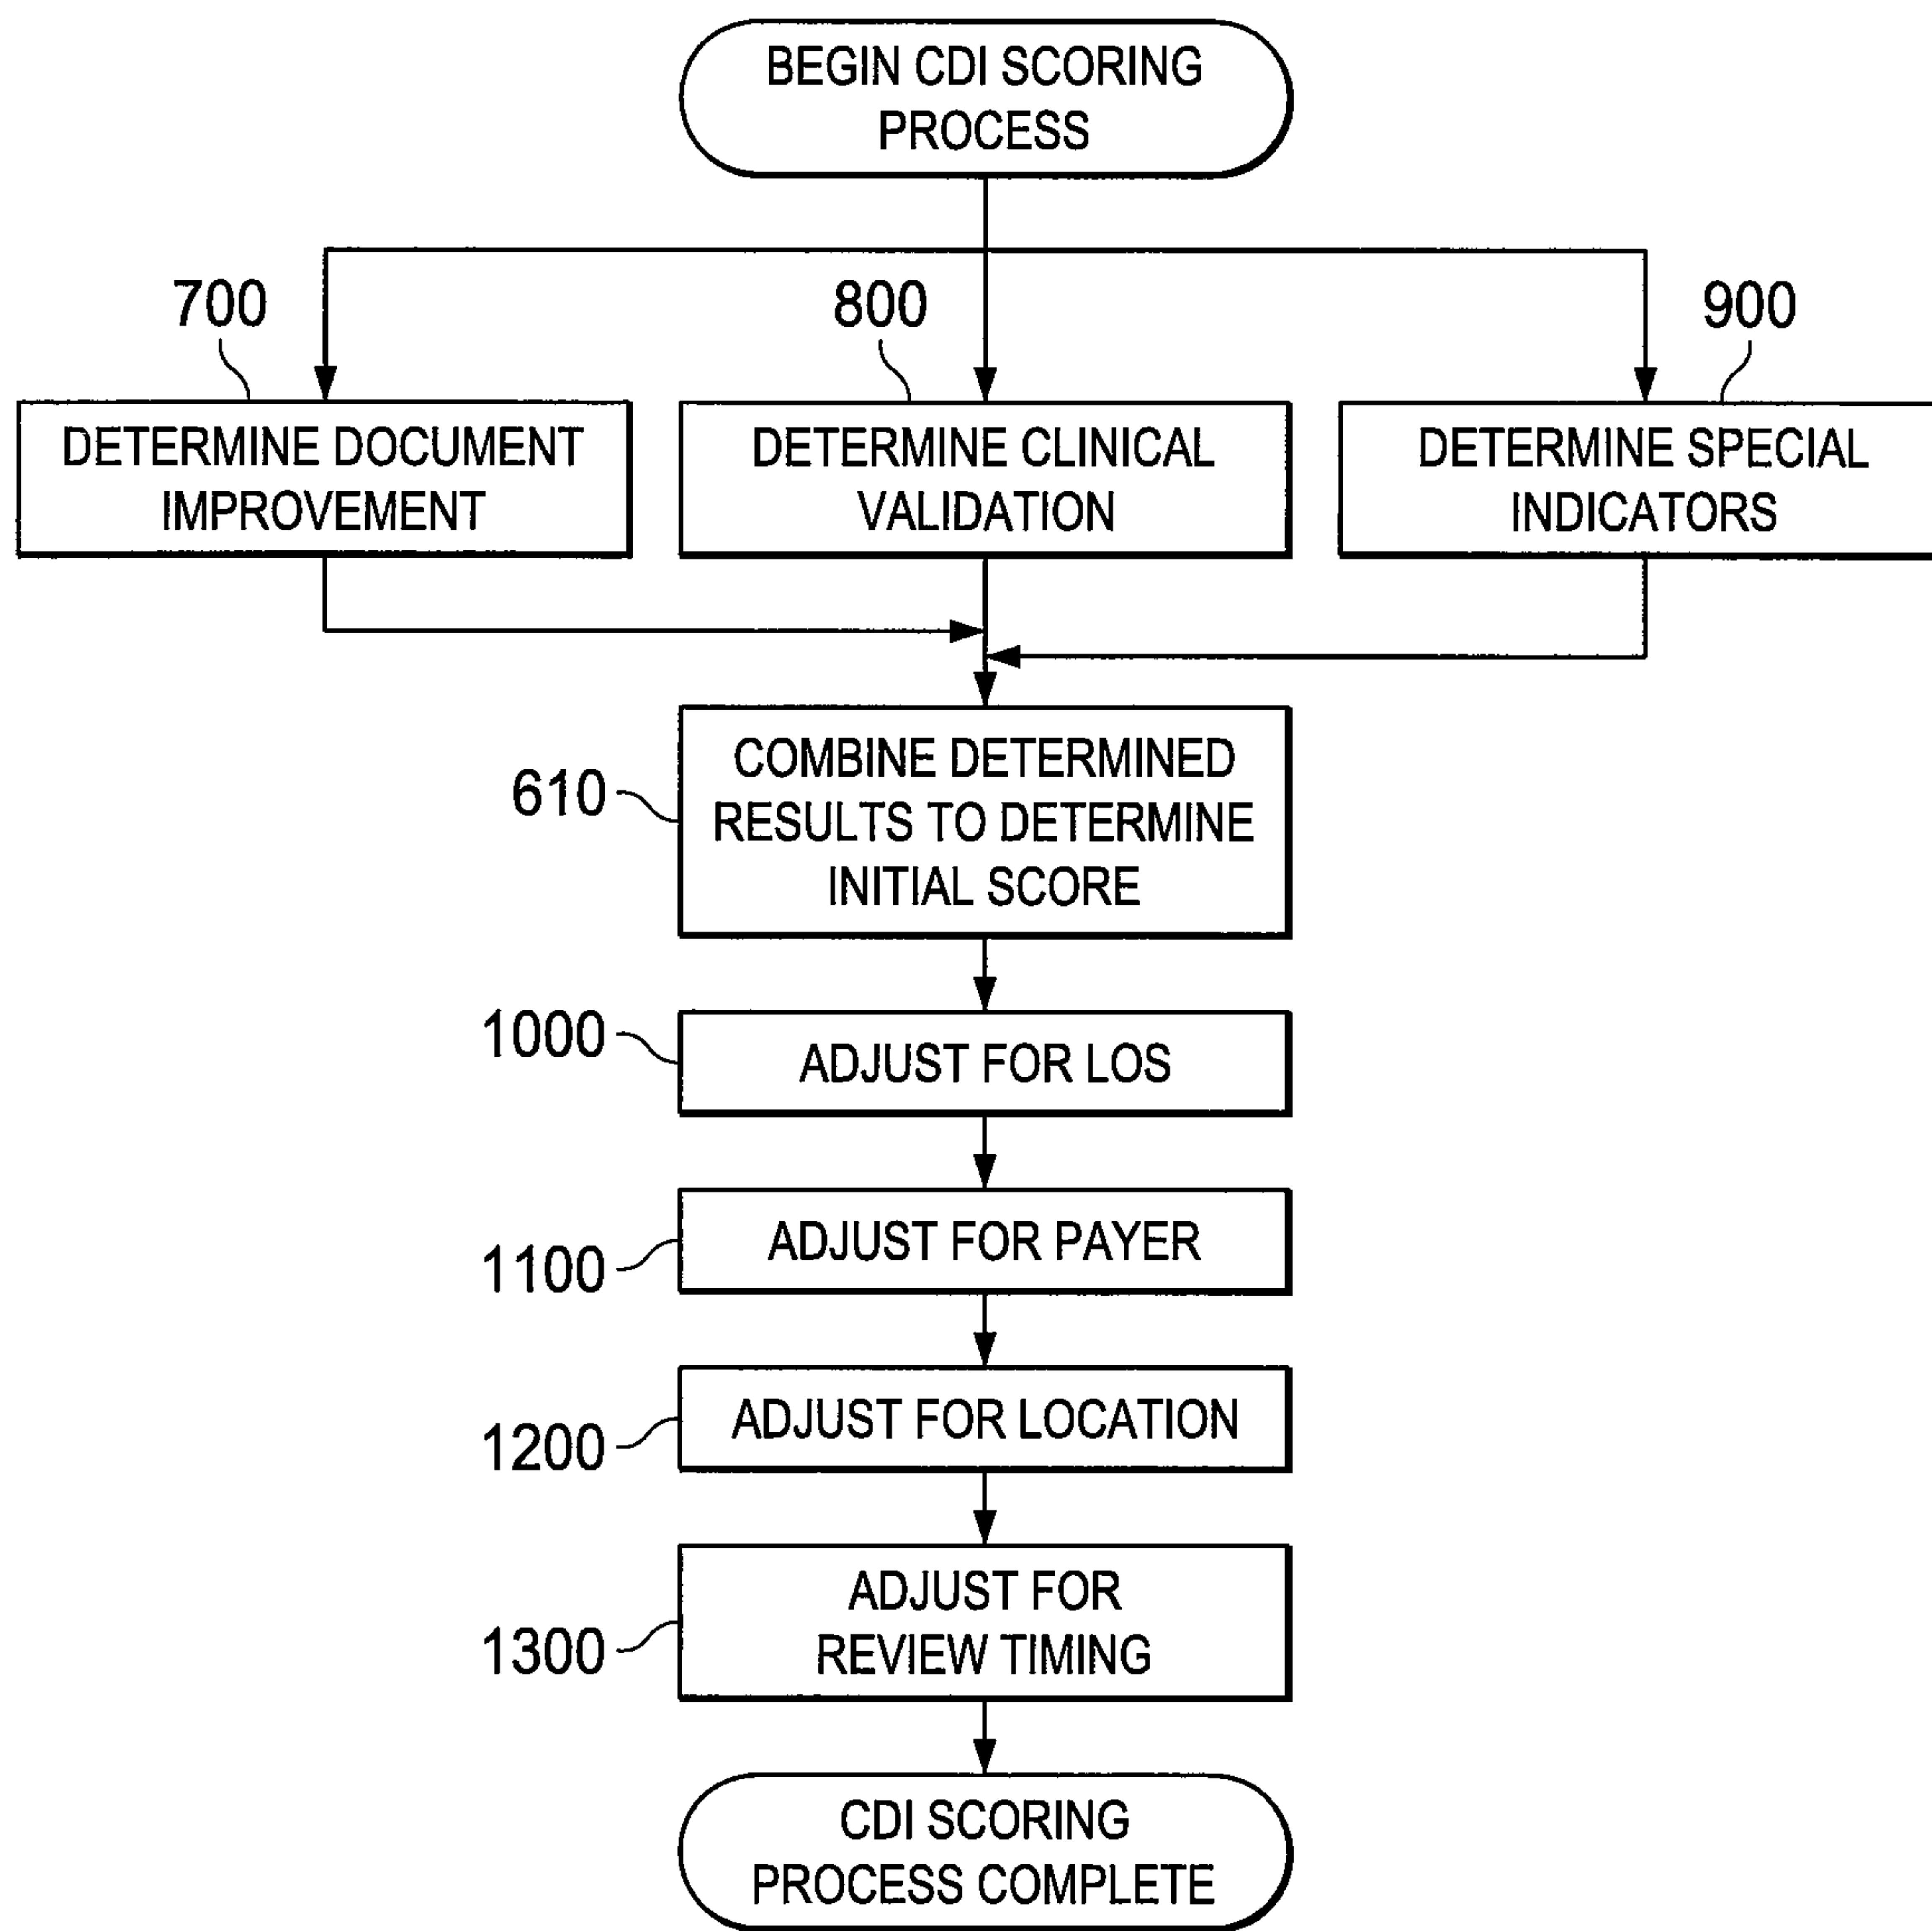 BEGIN CDI SCORING
PROCESS
700
800
900
DETERMINE DOCUMENT
IMPROVEMENT
DETERMINE CLINICAL
VALIDATION
DETERMINE SPECIAL
INDICATORS
610
COMBINE DETERMINED
RESULTS TO DETERMINE
INITIAL SCORE
1000
ADJUST FOR LOS
1100
ADJUST FOR PAYER
1200
ADJUST FOR LOCATION
1300
ADJUST FOR
REVIEW TIMING
CDI SCORING
PROCESS COMPLETE